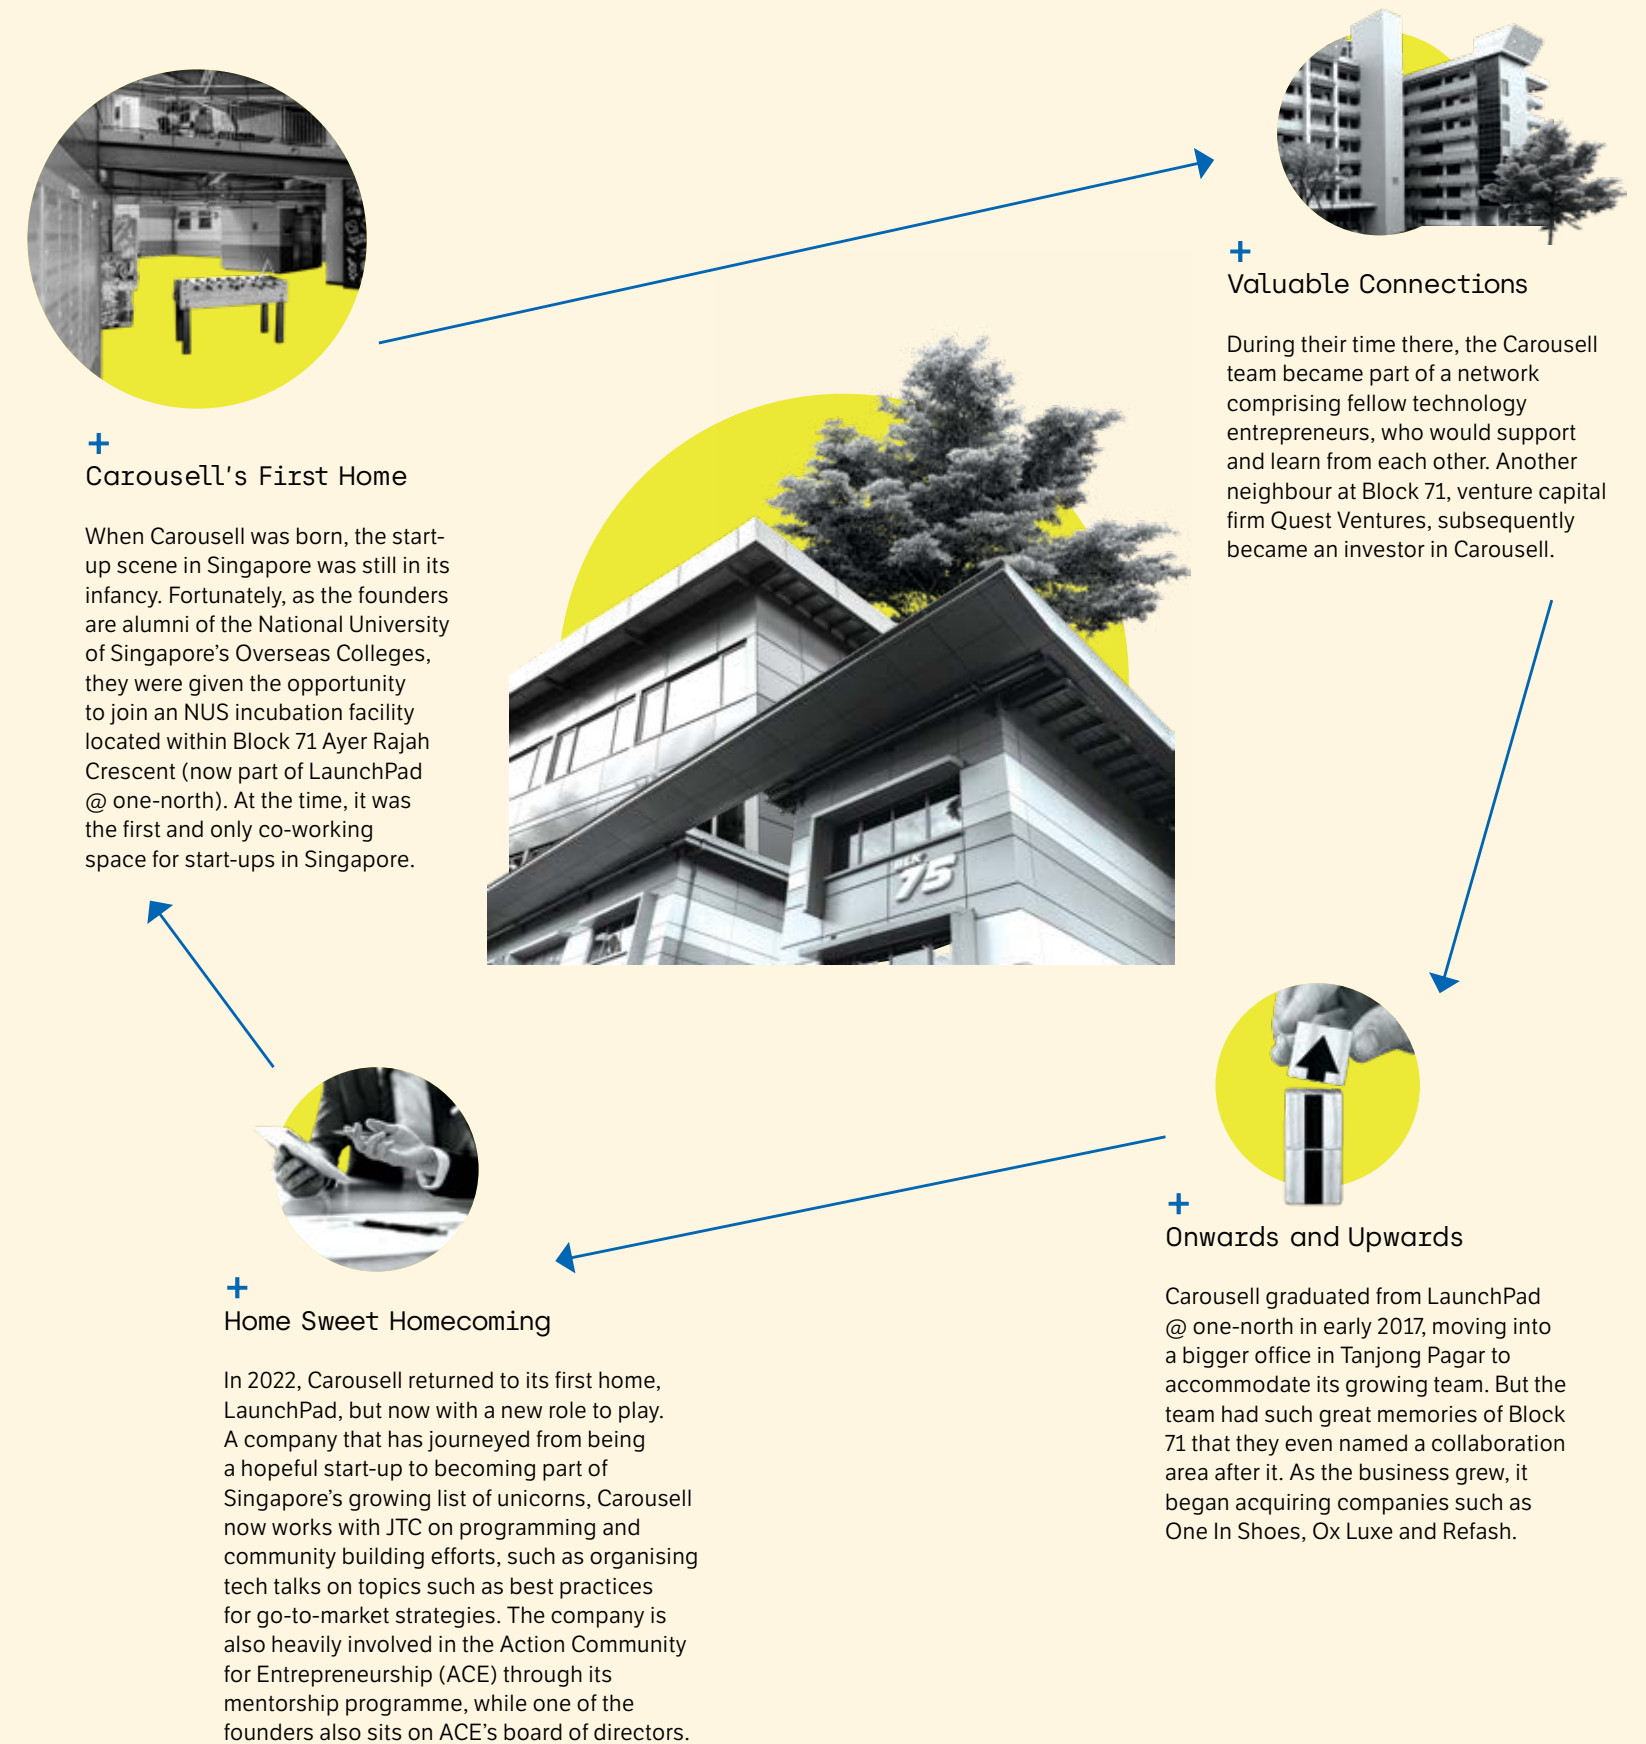 +
Carousell's First Home
When Carousell was born, the start-
up scene in Singapore was still in its
infancy. Fortunately, as the founders
are alumni of the National University
of Singapore’s Overseas Colleges,
they were given the opportunity
to join an NUS incubation facility
located within Block 71 Ayer Rajah
Crescent (now part of LaunchPad
@ one-north). At the time, it was
the first and only co-working
space for start-ups in Singapore.
+
Valuable Connections
During their time there, the Carousell
team became part of a network
comprising fellow technology
entrepreneurs, who would support
and learn from each other. Another
neighbour at Block 71, venture capital
firm Quest Ventures, subsequently
became an investor in Carousell.
BLK
75
+
Onwards and Upwards
Carousell graduated from LaunchPad
@ one-north in early 2017, moving into
a bigger office in Tanjong Pagar to
accommodate its growing team. But the
team had such great memories of Block
71 that they even named a collaboration
area after it. As the business grew, it
began acquiring companies such as
One In Shoes, Ox Luxe and Refash.
+
Home Sweet Homecoming
In 2022, Carousell returned to its first home,
LaunchPad, but now with a new role to play.
A company that has journeyed from being
a hopeful start-up to becoming part of
Singapore’s growing list of unicorns, Carousell
now works with JTC on programming and
community building efforts, such as organising
tech talks on topics such as best practices
for go-to-market strategies. The company is
also heavily involved in the Action Community
for Entrepreneurship (ACE) through its
mentorship programme, while one of the
founders also sits on ACE’s board of directors.